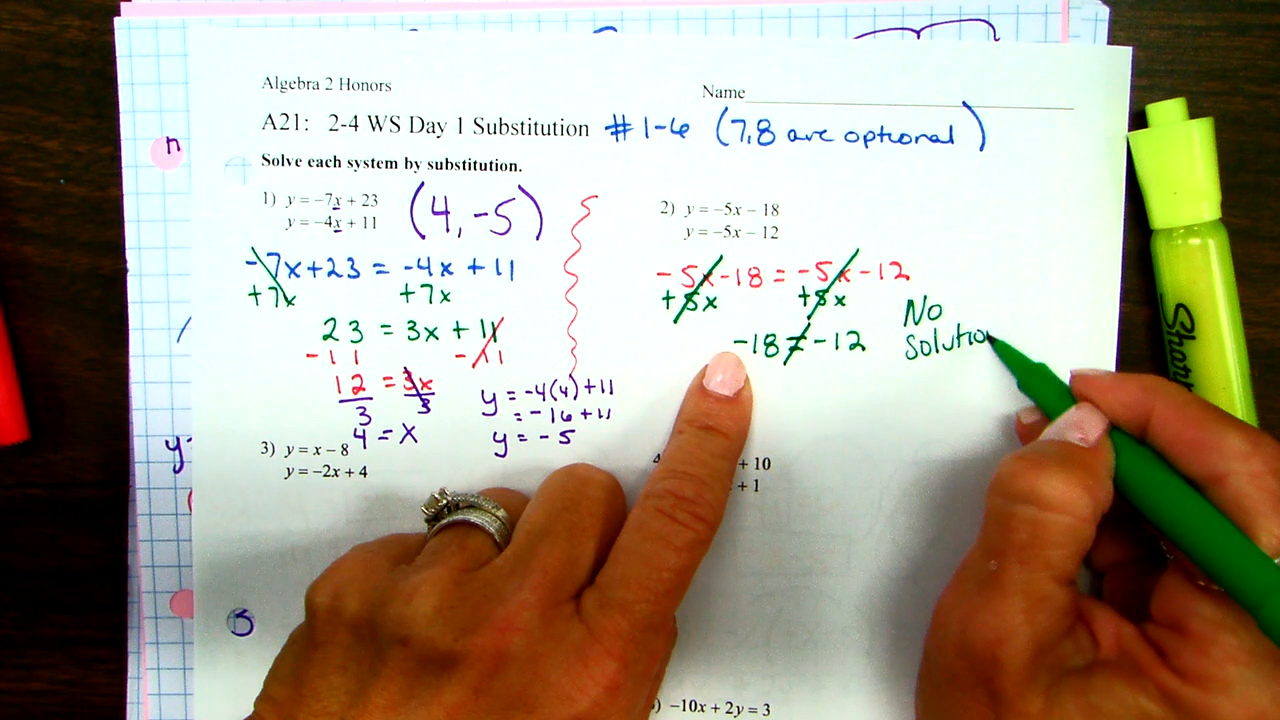 Algebra 2 Honors
Name
A21: 2-4 WS Day 1 Substitution # 1-6 (7,8 are optional)
Solve each system by substitution.
1) y = −7x + 23
y = −4x + 11
(4, -5)
-7x+23 = -4x + 11
+7x +7x
23 = 3x + 11
-11 -11
12 = 3x
3 3
4 = x
y = -4(4) + 11
= -16 + 11
y = -5
2) y = −5x − 18
y = −5x − 12
-5x -18 = -5x -12
+5x +5x
-18 ≠ -12
No
Solution
3) y = x − 8
y = −2x + 4
+ 10
+ 1
) −10x + 2y = 3
n
y
3
Shar